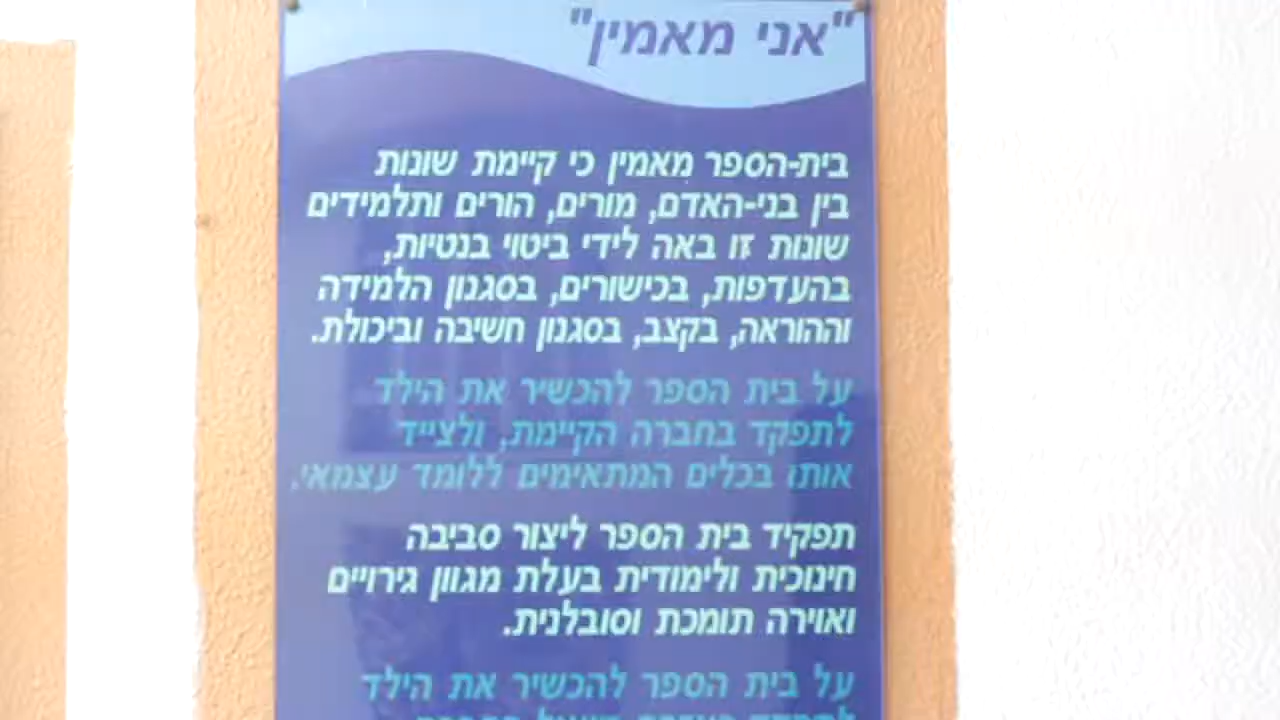 "אני מאמין"
בית-הספר מאמין כי קיימת שונות
בין בני-האדם, מורים, הורים ותלמידים
שונות זו באה לידי ביטוי בנטיות,
בהעדפות, בכישורים, בסגנון הלמידה
וההוראה, בקצב, בסגנון חשיבה וביכולת.
על בית הספר להכשיר את הילד
לתפקד בחברה הקיימת, ולצייד
אותו בכלים המתאימים ללומד עצמאי.
תפקיד בית הספר ליצור סביבה
חינוכית ולימודית בעלת מגוון גירויים
ואוירה תומכת וסובלנית.
על בית הספר להכשיר את הילד